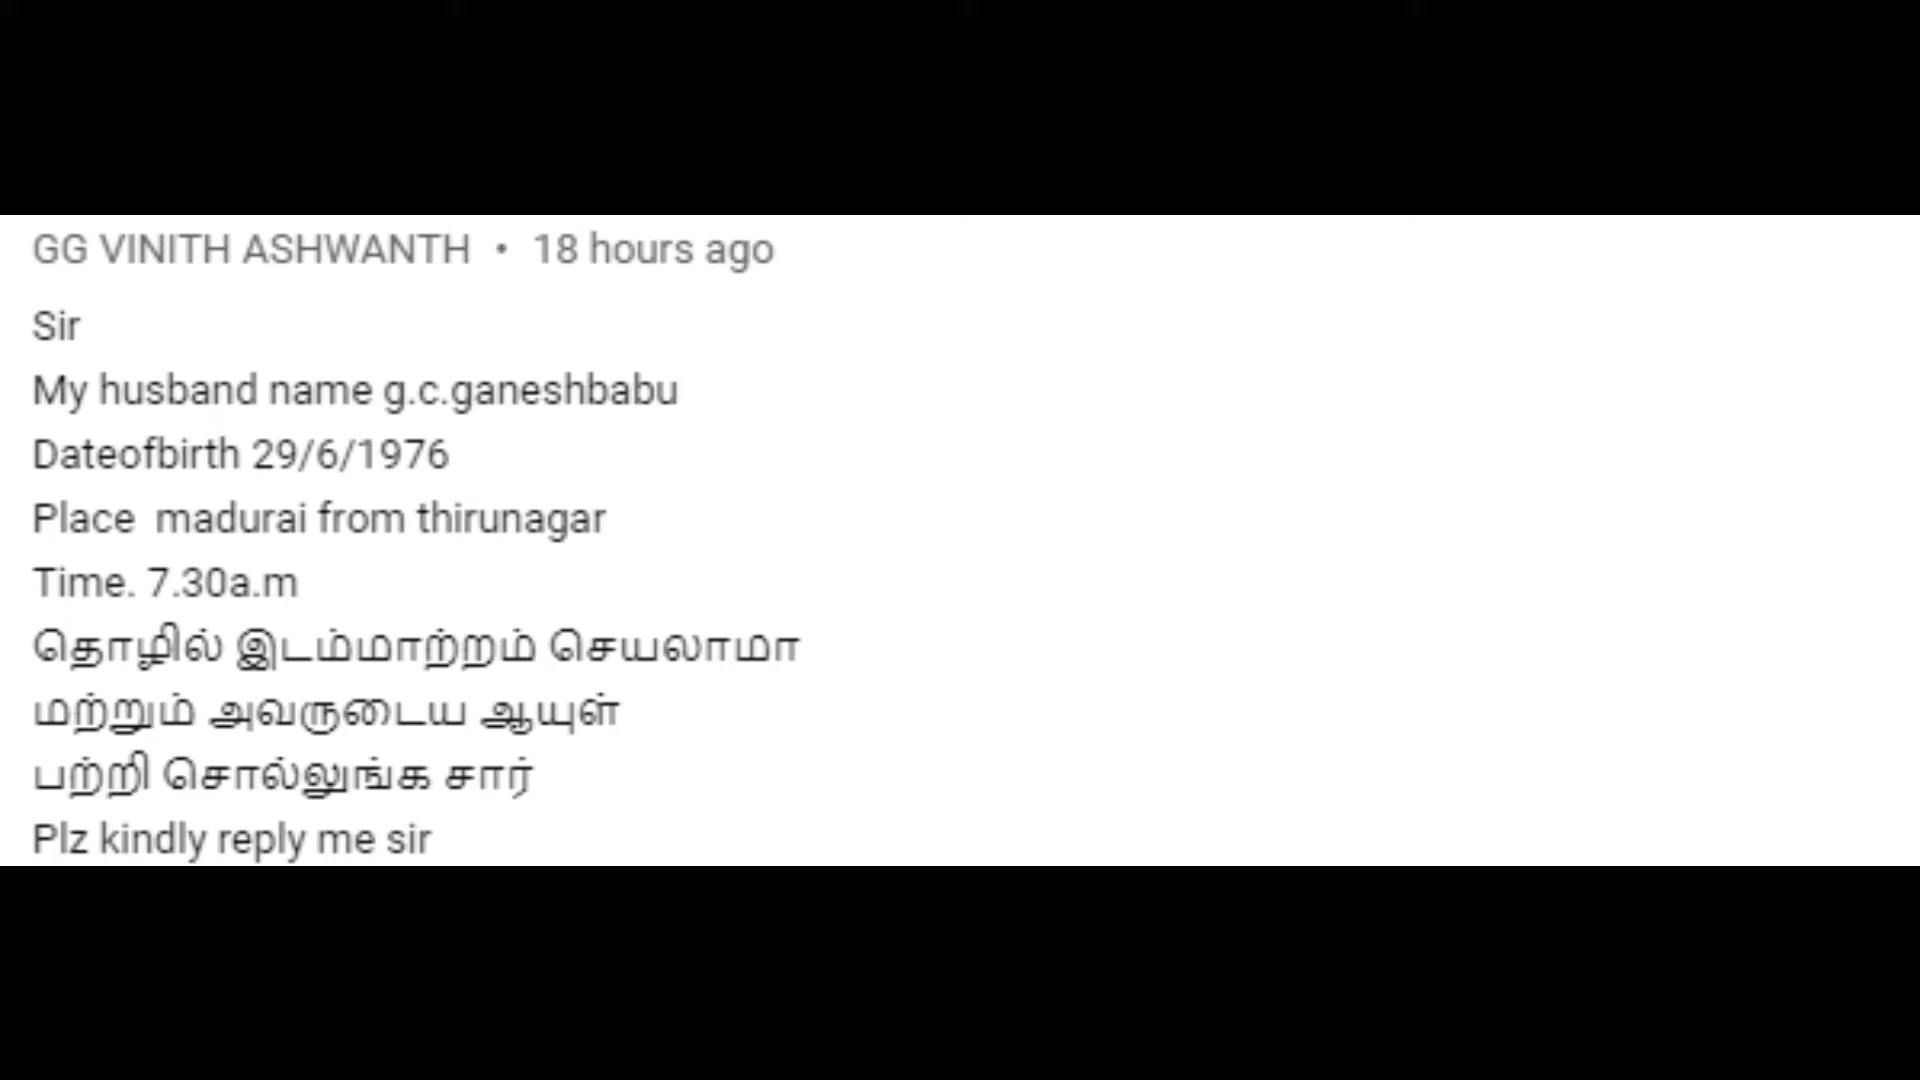 GG VINITH ASHWANTH • 18 hours ago
Sir
My husband name g.c.ganeshbabu
Dateofbirth 29/6/1976
Place  madurai from thirunagar
Time. 7.30a.m
தொழில் இடம்மாற்றம் செயலாமா
மற்றும் அவருடைய ஆயுள்
பற்றி சொல்லுங்க சார்
Plz kindly reply me sir